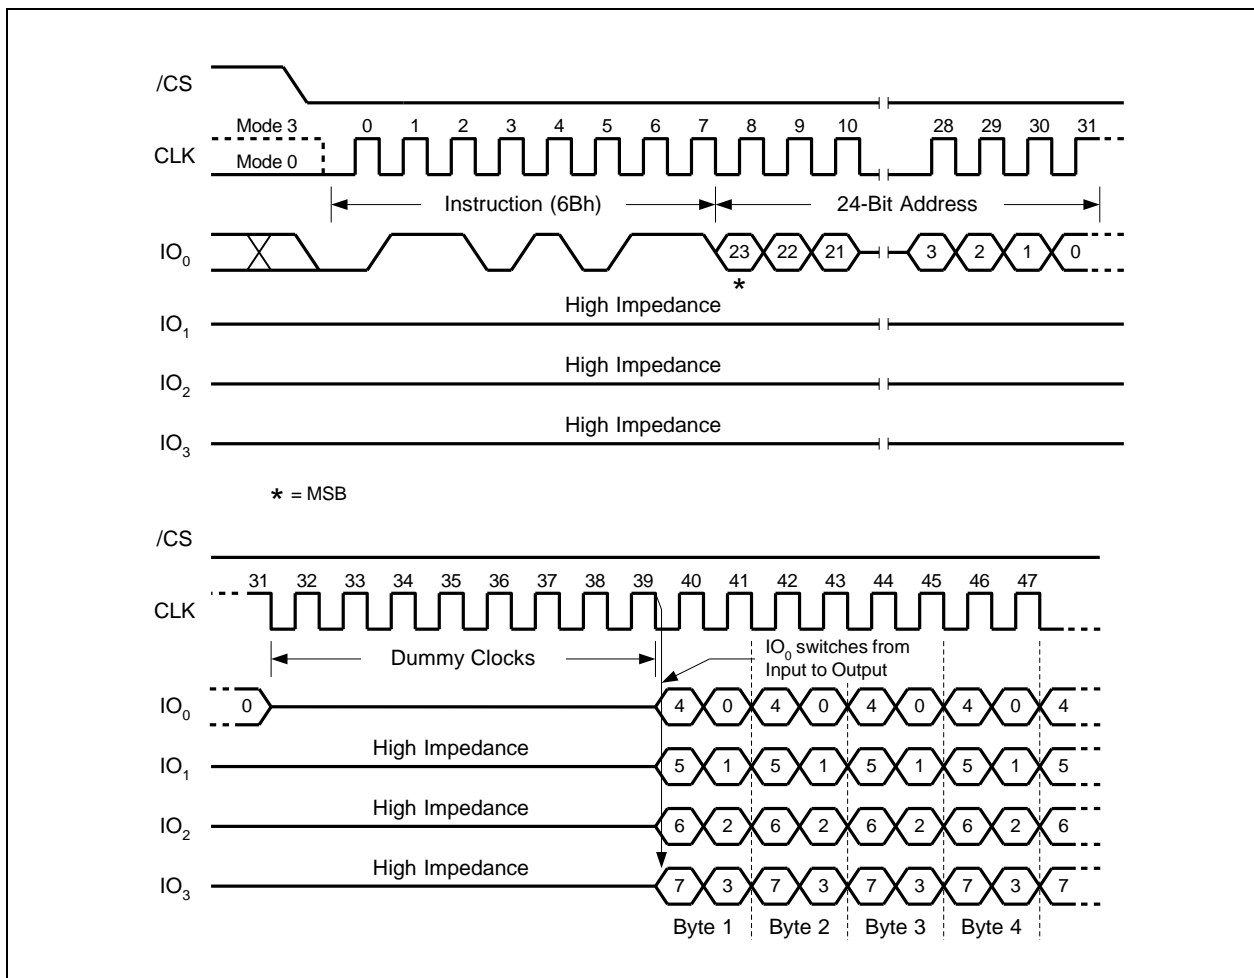 /CS
Mode 3 0 1 2 3 4 5 6 7 8 9 10 28 29 30 31
CLK Mode 0
Instruction (6Bh) 24-Bit Address
IO0 23 22 21 3 2 1 0
*
High Impedance
IO1
High Impedance
IO2
High Impedance
IO3
* = MSB
/CS
31 32 33 34 35 36 37 38 39 40 41 42 43 44 45 46 47
CLK
Dummy Clocks
IO0 switches from
Input to Output
IO0 0 4 0 4 0 4 0 4 0 4
High Impedance
IO1 5 1 5 1 5 1 5 1 5
High Impedance
IO2 6 2 6 2 6 2 6 2 6
High Impedance
IO3 7 3 7 3 7 3 7 3 7
Byte 1 Byte 2 Byte 3 Byte 4